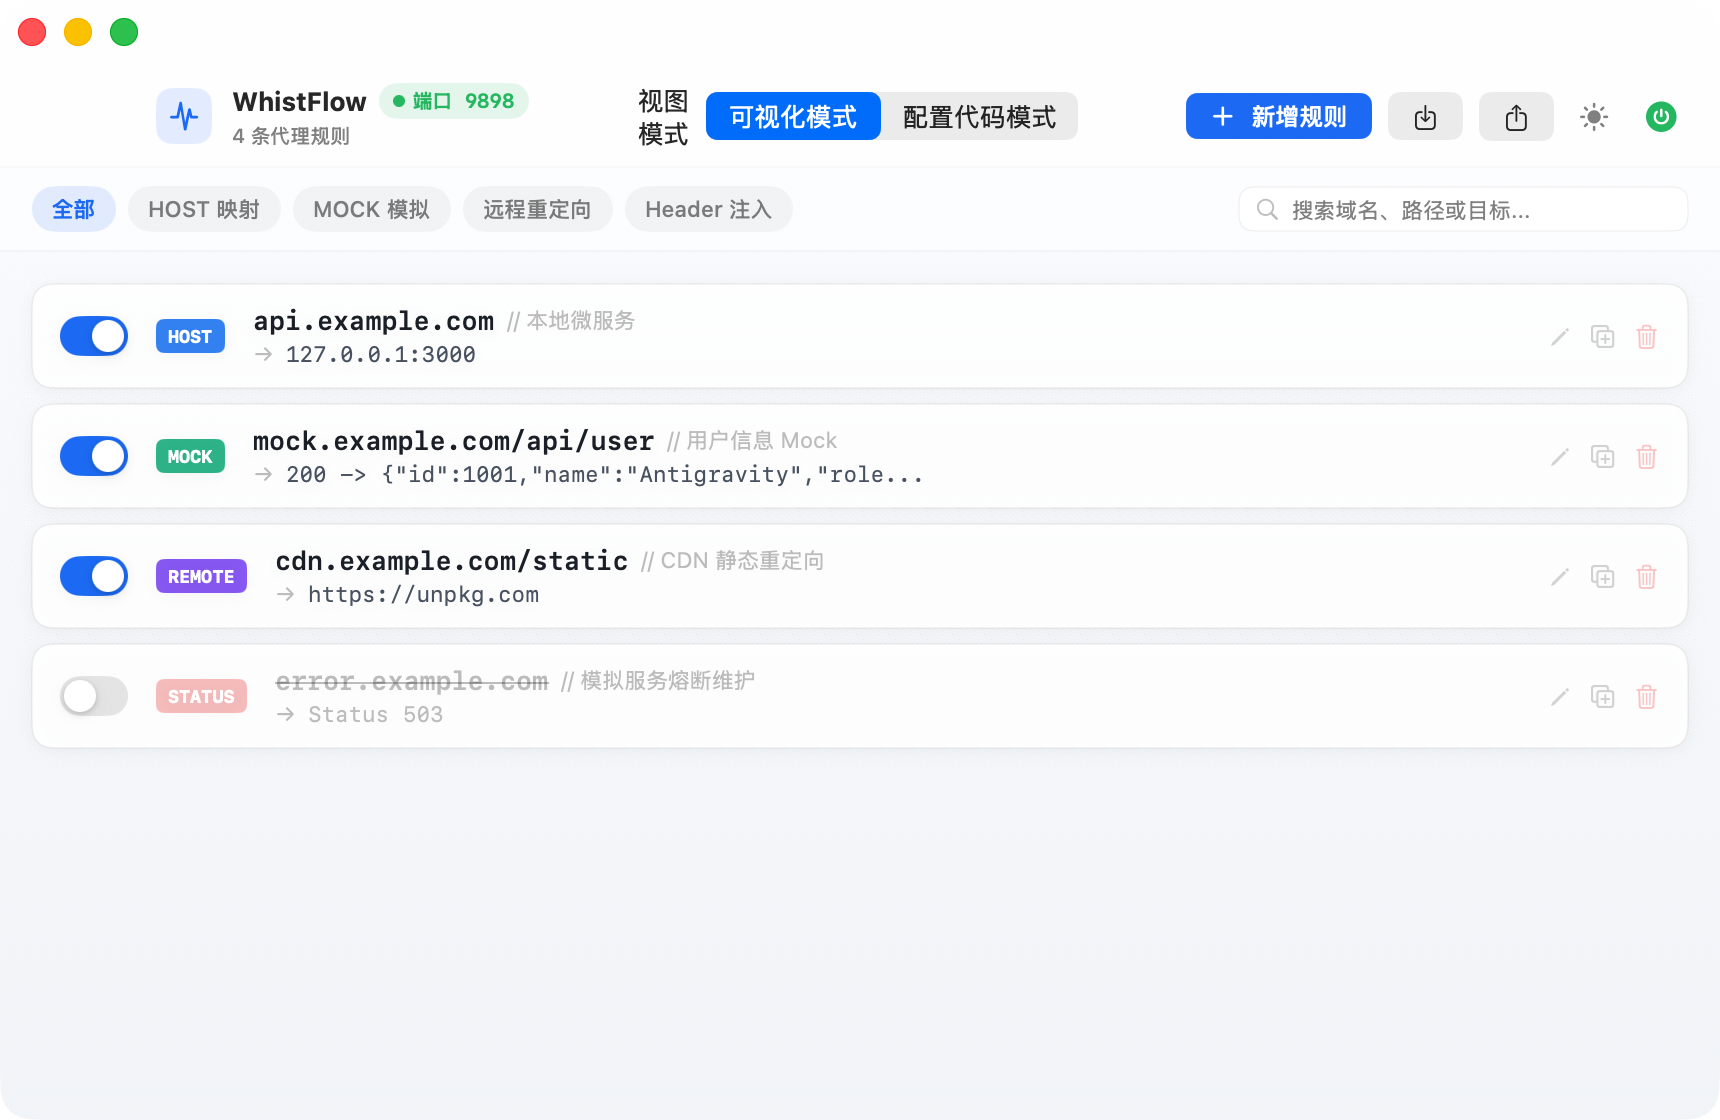 WhistFlow
端口 9898
4 条代理规则
视图
模式
可视化模式
配置代码模式
新增规则
全部
HOST 映射
MOCK 模拟
远程重定向
Header 注入
搜索域名、路径或目标...
HOST
api.example.com // 本地微服务
→ 127.0.0.1:3000
MOCK
mock.example.com/api/user // 用户信息 Mock
→ 200 —> {"id":1001,"name":"Antigravity","role...
REMOTE
cdn.example.com/static // CDN 静态重定向
→ https://unpkg.com
STATUS
error.example.com // 模拟服务熔断维护
→ Status 503